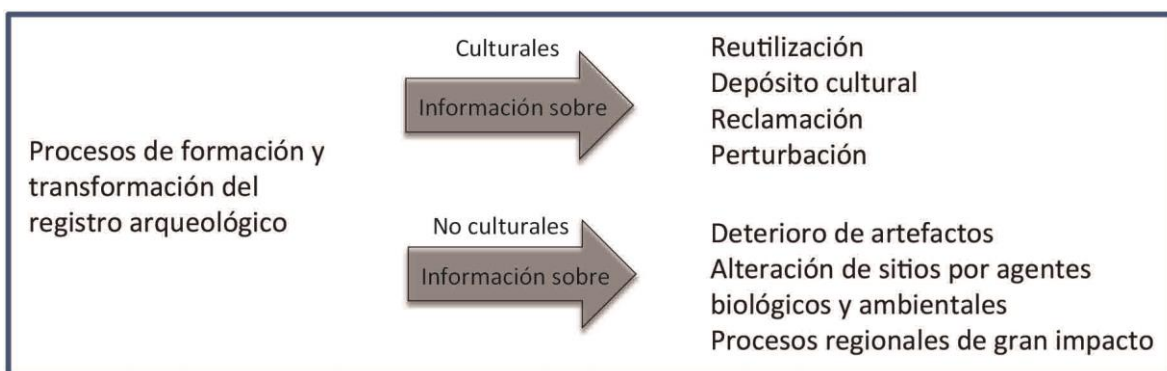 Procesos de formación y
transformación del
registro arqueológico
Culturales
Información sobre
Reutilización
Depósito cultural
Reclamación
Perturbación
No culturales
Información sobre
Deterioro de artefactos
Alteración de sitios por agentes
biológicos y ambientales
Procesos regionales de gran impacto